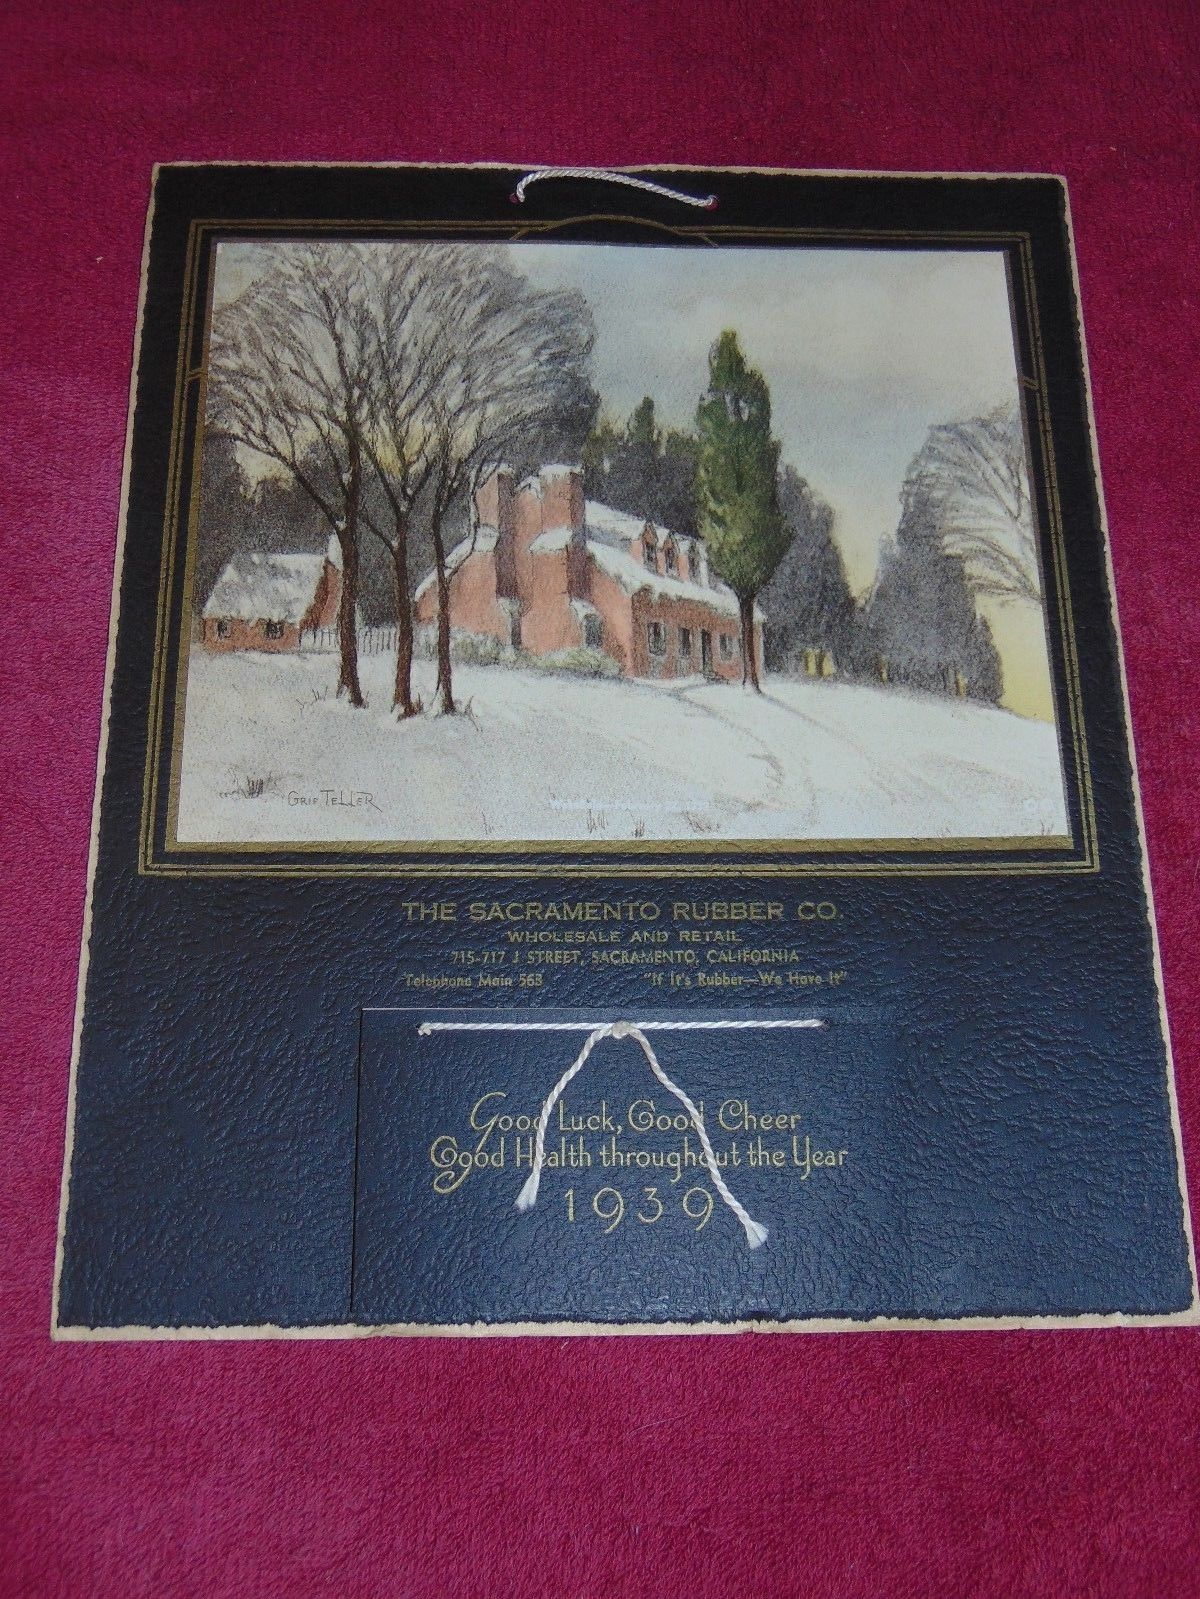 Grif Teller
THE SACRAMENTO RUBBER CO.
WHOLESALE AND RETAIL
715-717 J STREET, SACRAMENTO, CALIFORNIA
Telephone Main 563 "If It's Rubber—We Have It"
Good Luck, Good Cheer
Good Health throughout the Year
1939